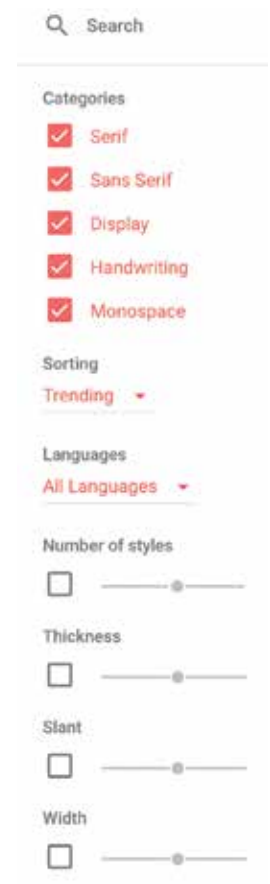 Search
Categories
Serif
Sans Serif
Display
Handwriting
Monospace
Sorting
Trending
Languages
All Languages
Number of styles
Thickness
Slant
Width